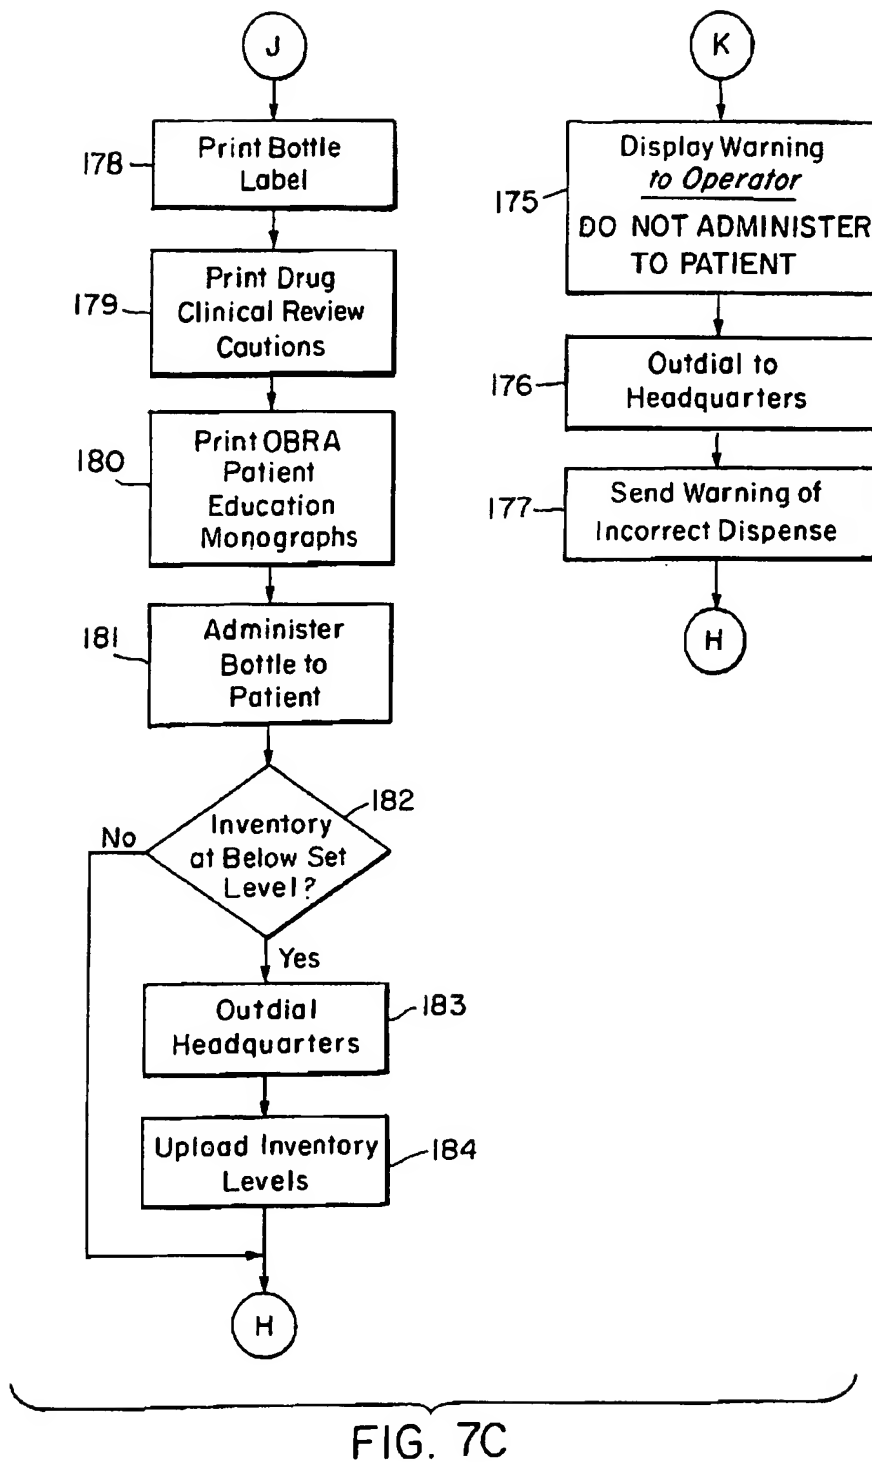 J
178
Print Bottle
Label
179
Print Drug
Clinical Review
Cautions
180
Print OBRA
Patient
Education
Monographs
181
Administer
Bottle to
Patient
182
Inventory
at Below Set
Level?
No
Yes
Outdial
Headquarters
183
Upload Inventory
Levels
184
H
K
175
Display Warning
to Operator
DO NOT ADMINISTER
TO PATIENT
176
Outdial to
Headquarters
177
Send Warning of
Incorrect Dispense
H
FIG. 7C